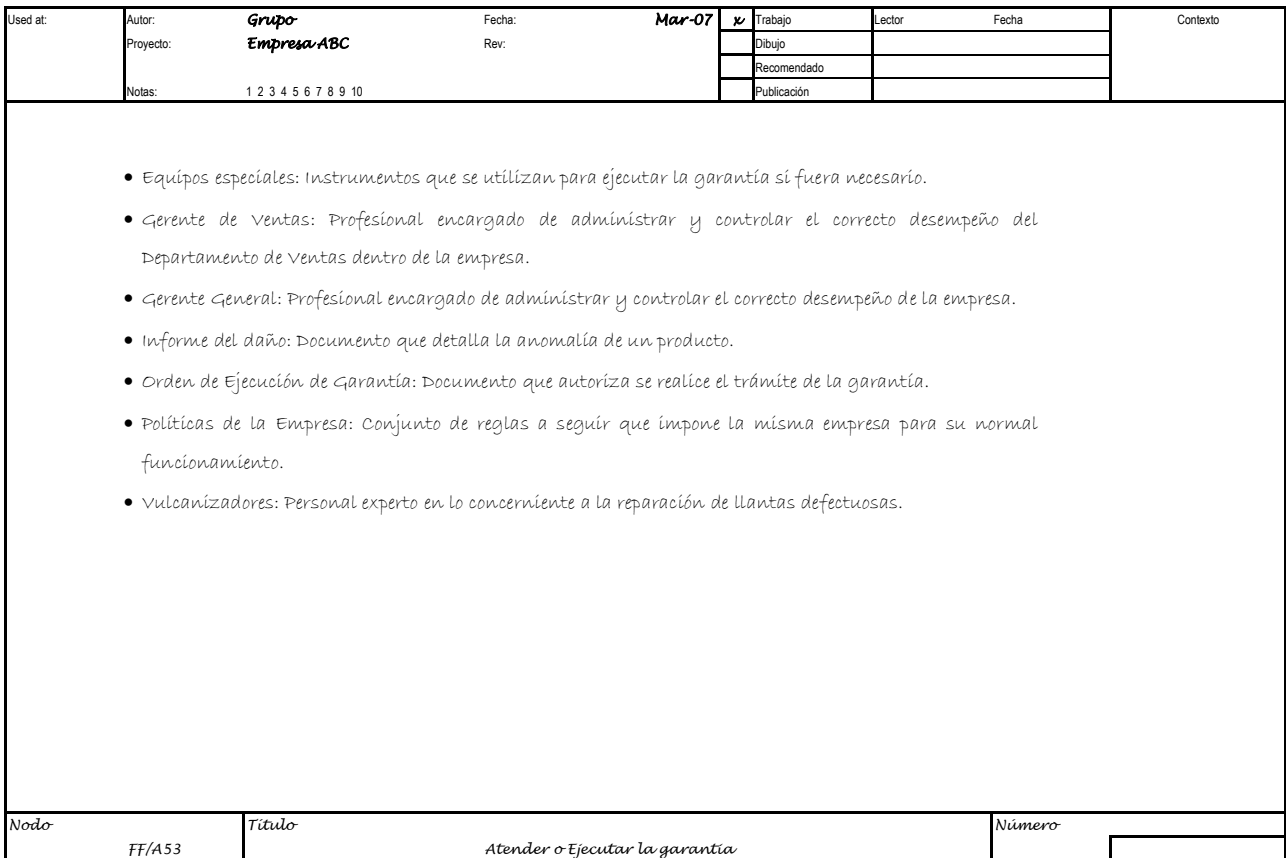 Used at: Autor: Grupo Fecha: Mar-07 x Trabajo Lector Fecha Contexto
Proyecto: Empresa ABC Rev: Dibujo
Recomendado
Notas: 1 2 3 4 5 6 7 8 9 10 Publicación
• Equipos especiales: Instrumentos que se utilizan para ejecutar la garantía si fuera necesario.
• Gerente de Ventas: Profesional encargado de administrar y controlar el correcto desempeño del
Departamento de Ventas dentro de la empresa.
• Gerente General: Profesional encargado de administrar y controlar el correcto desempeño de la empresa.
• Informe del daño: Documento que detalla la anomalía de un producto.
• Orden de Ejecución de Garantía: Documento que autoriza se realice el trámite de la garantía.
• Políticas de la Empresa: Conjunto de reglas a seguir que impone la misma empresa para su normal
funcionamiento.
• Vulcanizadores: Personal experto en lo concerniente a la reparación de llantas defectuosas.
Nodo Título Número
FF/A53 Atender o Ejecutar la garantía